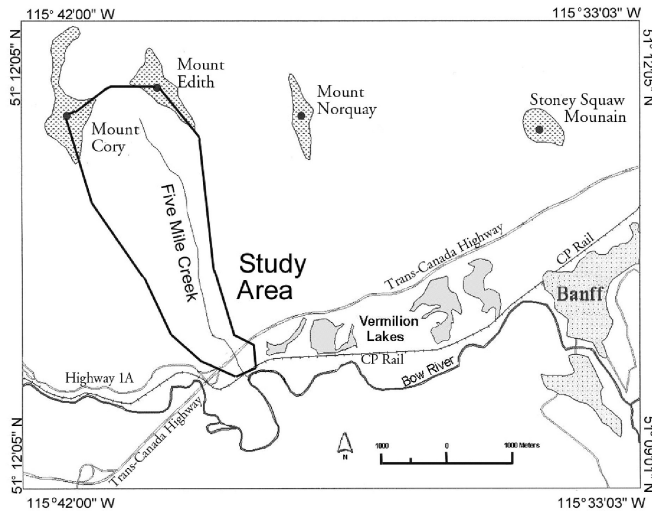 115° 42'00" W
115° 33'03" W
51° 12'05" N
51° 12'05" N
Mount
Edith
Mount
Norquay
Stoney Squaw
Mounain
Mount
Cory
Five Mile Creek
Study
Area
Trans-Canada Highway
CP Rail
Banff
Vermilion
Lakes
CP Rail
Bow River
Highway 1A
Trans-Canada Highway
N
1000 0 1000 Meters
51° 12'05" N
51° 09'01" N
115° 42'00" W
115° 33'03" W